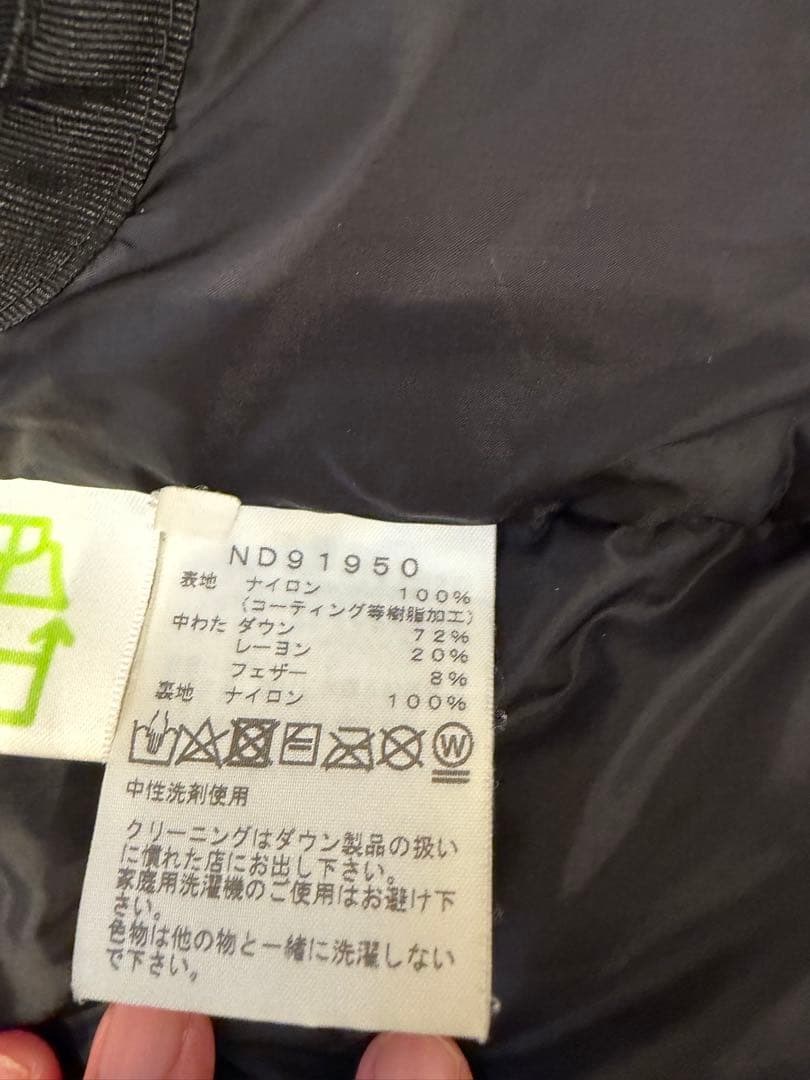 ND91950
表地 ナイロン 100%
(コーティング等樹脂加工)
中わた ダウン 72%
レーヨン 20%
フェザー 8%
裏地 ナイロン 100%
W
中性洗剤使用
クリーニングはダウン製品の扱い
に慣れた店にお出し下さい。
家庭用洗濯機のご使用はお避け下
さい。
色物は他の物と一緒に洗濯しない
で下さい。